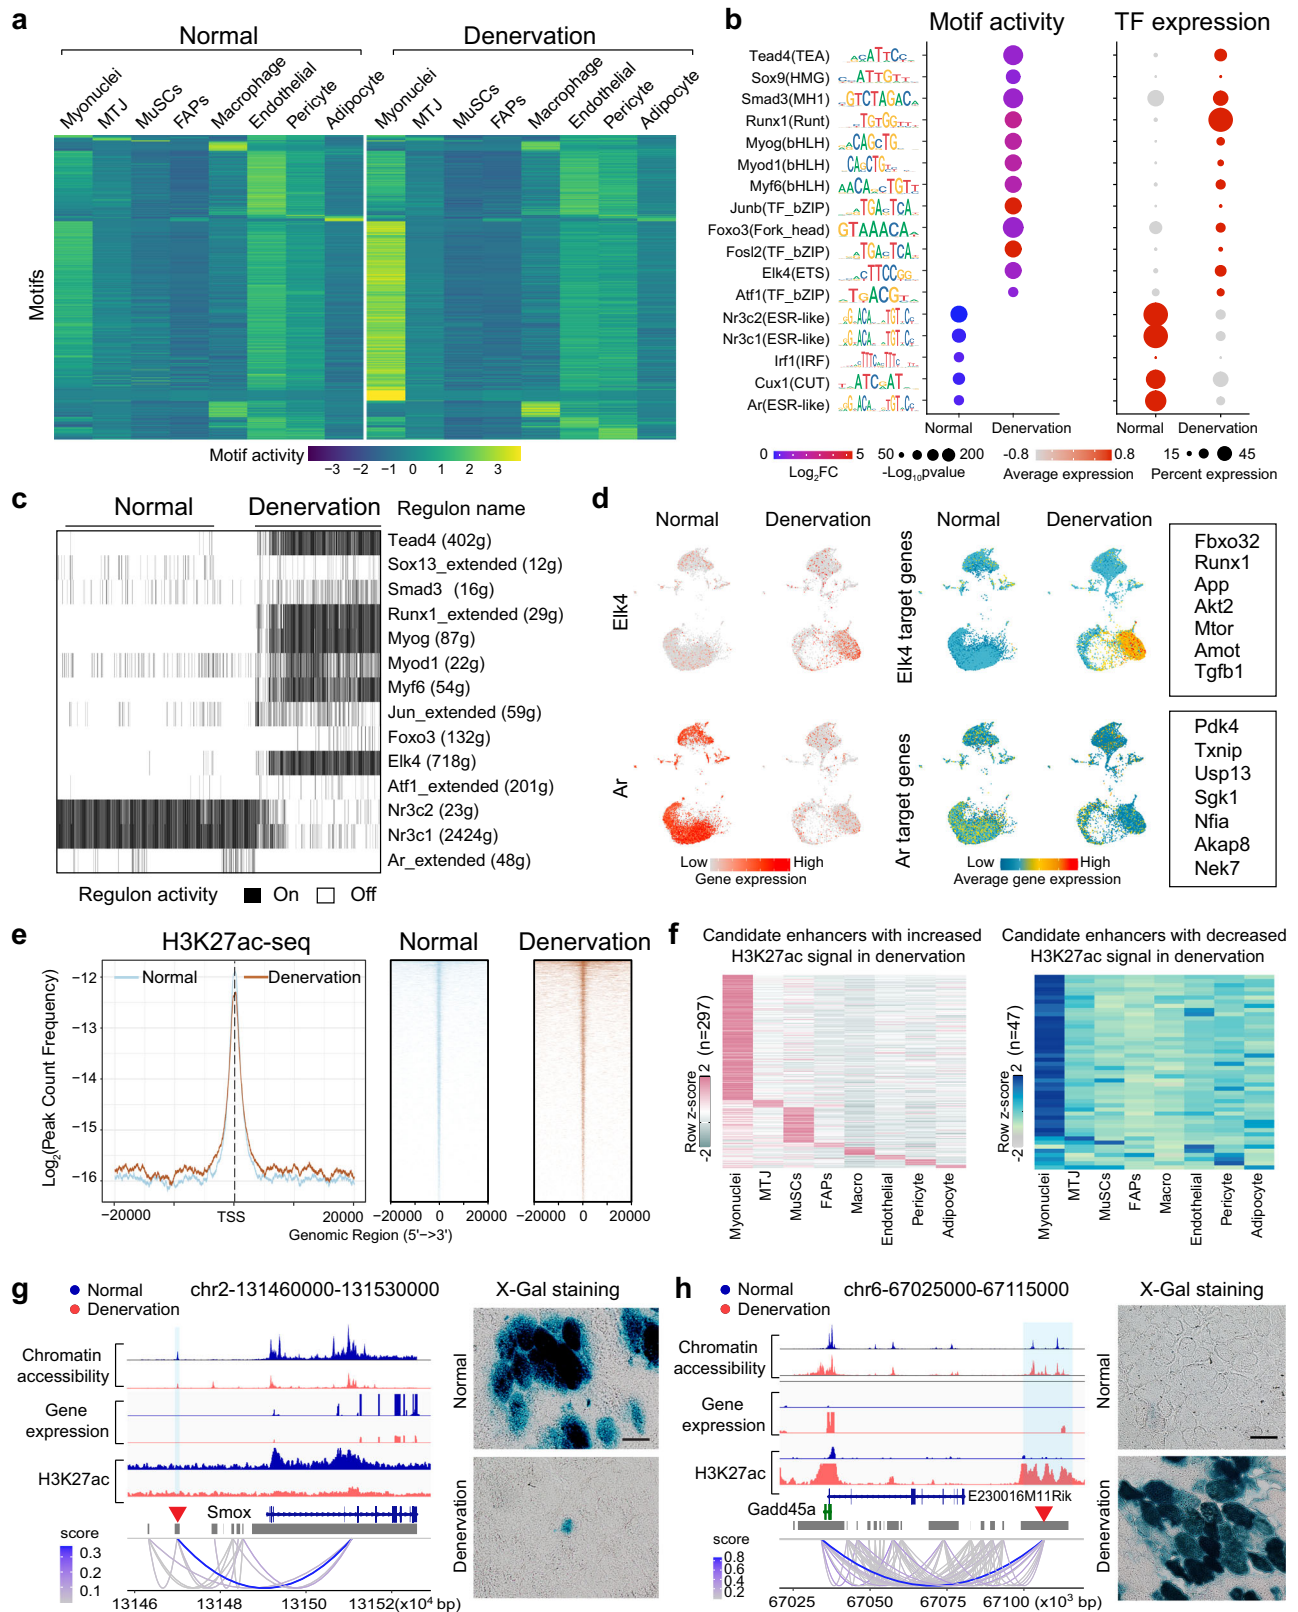 a
Normal
Denervation
Myonuclei
MTJ
MuSCs
FAPs
Macrophage
Endothelial
Pericyte
Adipocyte
Myonuclei
MTJ
MuSCs
FAPs
Macrophage
Endothelial
Pericyte
Adipocyte
Motifs
Motif activity
−3 −2 −1 0 1 2 3
b
Motif activity
TF expression
Tead4(TEA)
Sox9(HMG)
Smad3(MH1)
Runx1(Runt)
Myog(bHLH)
Myod1(bHLH)
Myf6(bHLH)
Junb(TF_bZIP)
Foxo3(Fork_head)
Fosl2(TF_bZIP)
Elk4(ETS)
Atf1(TF_bZIP)
Nr3c2(ESR-like)
Nr3c1(ESR-like)
Irf1(IRF)
Cux1(CUT)
Ar(ESR-like)
Normal Denervation
Normal Denervation
0 5
Log2FC
50 200
-Log10pvalue
-0.8 0.8
Average expression
15 45
Percent expression
c
Normal
Denervation
Regulon name
Tead4 (402g)
Sox13_extended (12g)
Smad3 (16g)
Runx1_extended (29g)
Myog (87g)
Myod1 (22g)
Myf6 (54g)
Jun_extended (59g)
Foxo3 (132g)
Elk4 (718g)
Atf1_extended (201g)
Nr3c2 (23g)
Nr3c1 (2424g)
Ar_extended (48g)
Regulon activity On Off
d
Normal Denervation
Normal Denervation
Elk4
Elk4 target genes
Fbxo32
Runx1
App
Akt2
Mtor
Amot
Tgfb1
Ar
Ar target genes
Pdk4
Txnip
Usp13
Sgk1
Nfia
Akap8
Nek7
Low High
Gene expression
Low High
Average gene expression
e
H3K27ac-seq
Normal
Denervation
Log2(Peak Count Frequency)
Normal
Denervation
−12
−13
−14
−15
−16
−20000 TSS 20000
−20000 0 20000
−20000 0 20000
Genomic Region (5'−>3')
f
Candidate enhancers with increased
H3K27ac signal in denervation
(n=297)
Row z-score
-2 2
Myonuclei
MTJ
MuSCs
FAPs
Macro
Endothelial
Pericyte
Adipocyte
Candidate enhancers with decreased
H3K27ac signal in denervation
(n=47)
Row z-score
-2 2
Myonuclei
MTJ
MuSCs
FAPs
Macro
Endothelial
Pericyte
Adipocyte
g
Normal
Denervation
chr2-131460000-131530000
X-Gal staining
Chromatin
accessibility
Gene
expression
H3K27ac
Smox
score
0.3
0.2
0.1
13146 13148 13150 13152(x10⁴ bp)
Normal
Denervation
h
Normal
Denervation
chr6-67025000-67115000
X-Gal staining
Chromatin
accessibility
Gene
expression
H3K27ac
E230016M11Rik
Gadd45a
score
0.8
0.6
0.4
0.2
67025 67050 67075 67100 (x10³ bp)
Normal
Denervation